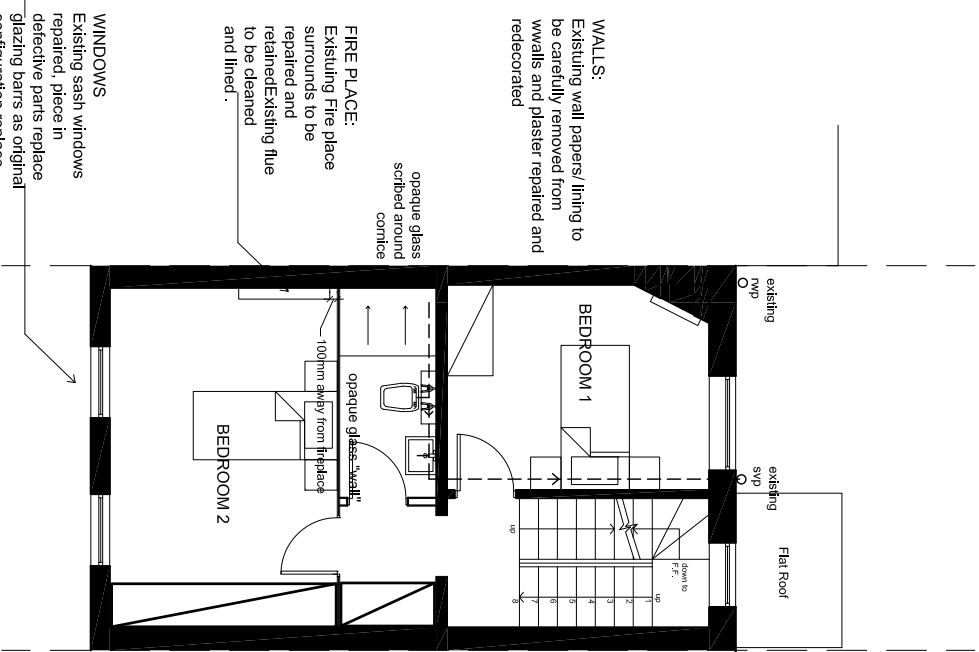 WALLS:
Existuing wall papers/ lining to
be carefully removed from
wwalls and plaster repaired and
redecorated
FIRE PLACE:
Existuing Fire place
surrounds to be
repaired and
retainedExisting flue
to be cleaned
and lined .
WINDOWS
Existing sash windows
repaired, piece in
defective parts replace
glazing barrs as original
opaque glass
scribed around
cornice
existing
rwp
existing
svp
Flat Roof
BEDROOM 1
BEDROOM 2
100mm away from fireplace
opaque glass "wall"
down to
F.F.
up
up
1
2
3
4
5
6
7
8